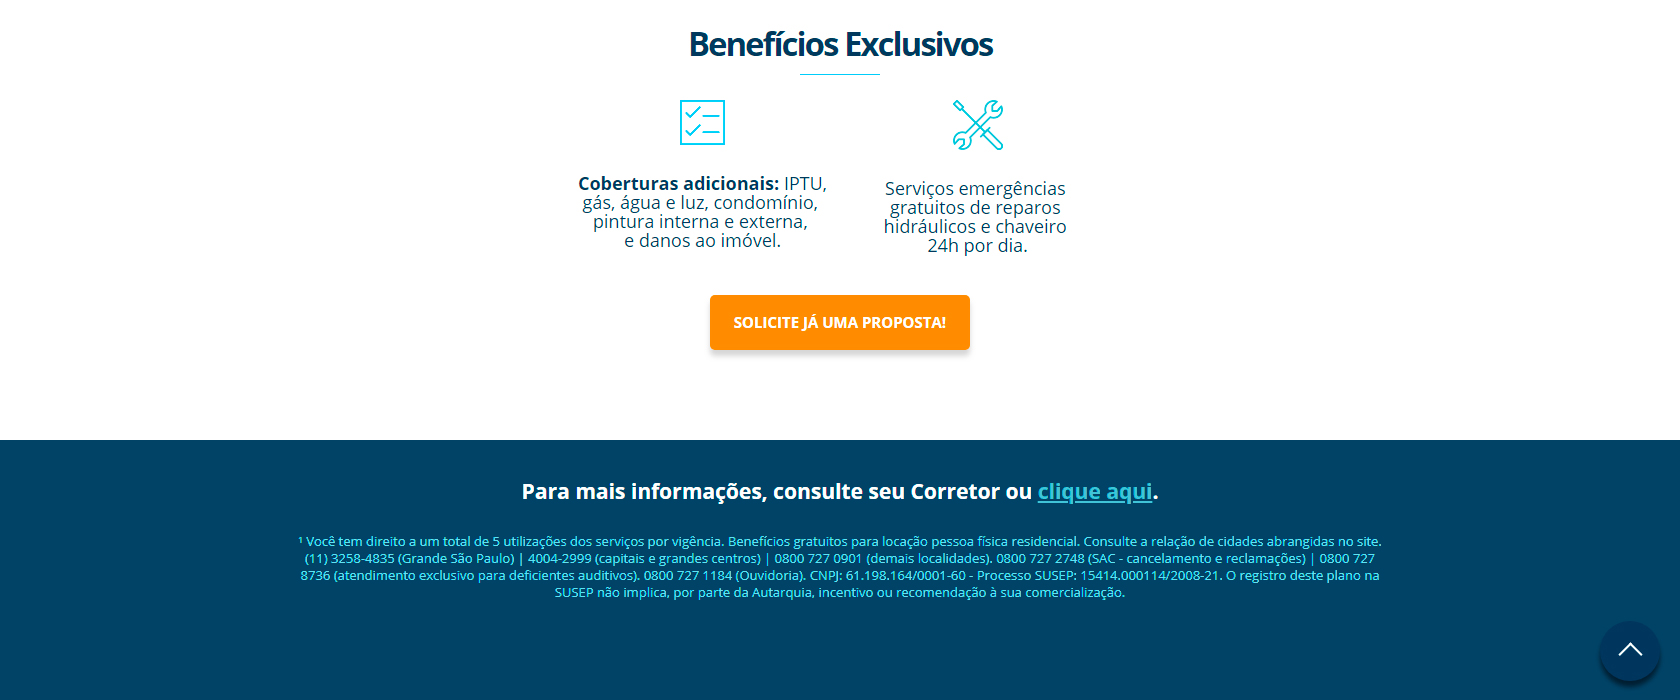 Benefícios Exclusivos
Coberturas adicionais: IPTU,
gás, água e luz, condomínio,
pintura interna e externa,
e danos ao imóvel.
Serviços emergências
gratuitos de reparos
hidráulicos e chaveiro
24h por dia.
SOLICITE JÁ UMA PROPOSTA!
Para mais informações, consulte seu Corretor ou clique aqui.
¹ Você tem direito a um total de 5 utilizações dos serviços por vigência. Benefícios gratuitos para locação pessoa física residencial. Consulte a relação de cidades abrangidas no site.
(11) 3258-4835 (Grande São Paulo) | 4004-2999 (capitais e grandes centros) | 0800 727 0901 (demais localidades). 0800 727 2748 (SAC - cancelamento e reclamações) | 0800 727
8736 (atendimento exclusivo para deficientes auditivos). 0800 727 1184 (Ouvidoria). CNPJ: 61.198.164/0001-60 - Processo SUSEP: 15414.000114/2008-21. O registro deste plano na
SUSEP não implica, por parte da Autarquia, incentivo ou recomendação à sua comercialização.